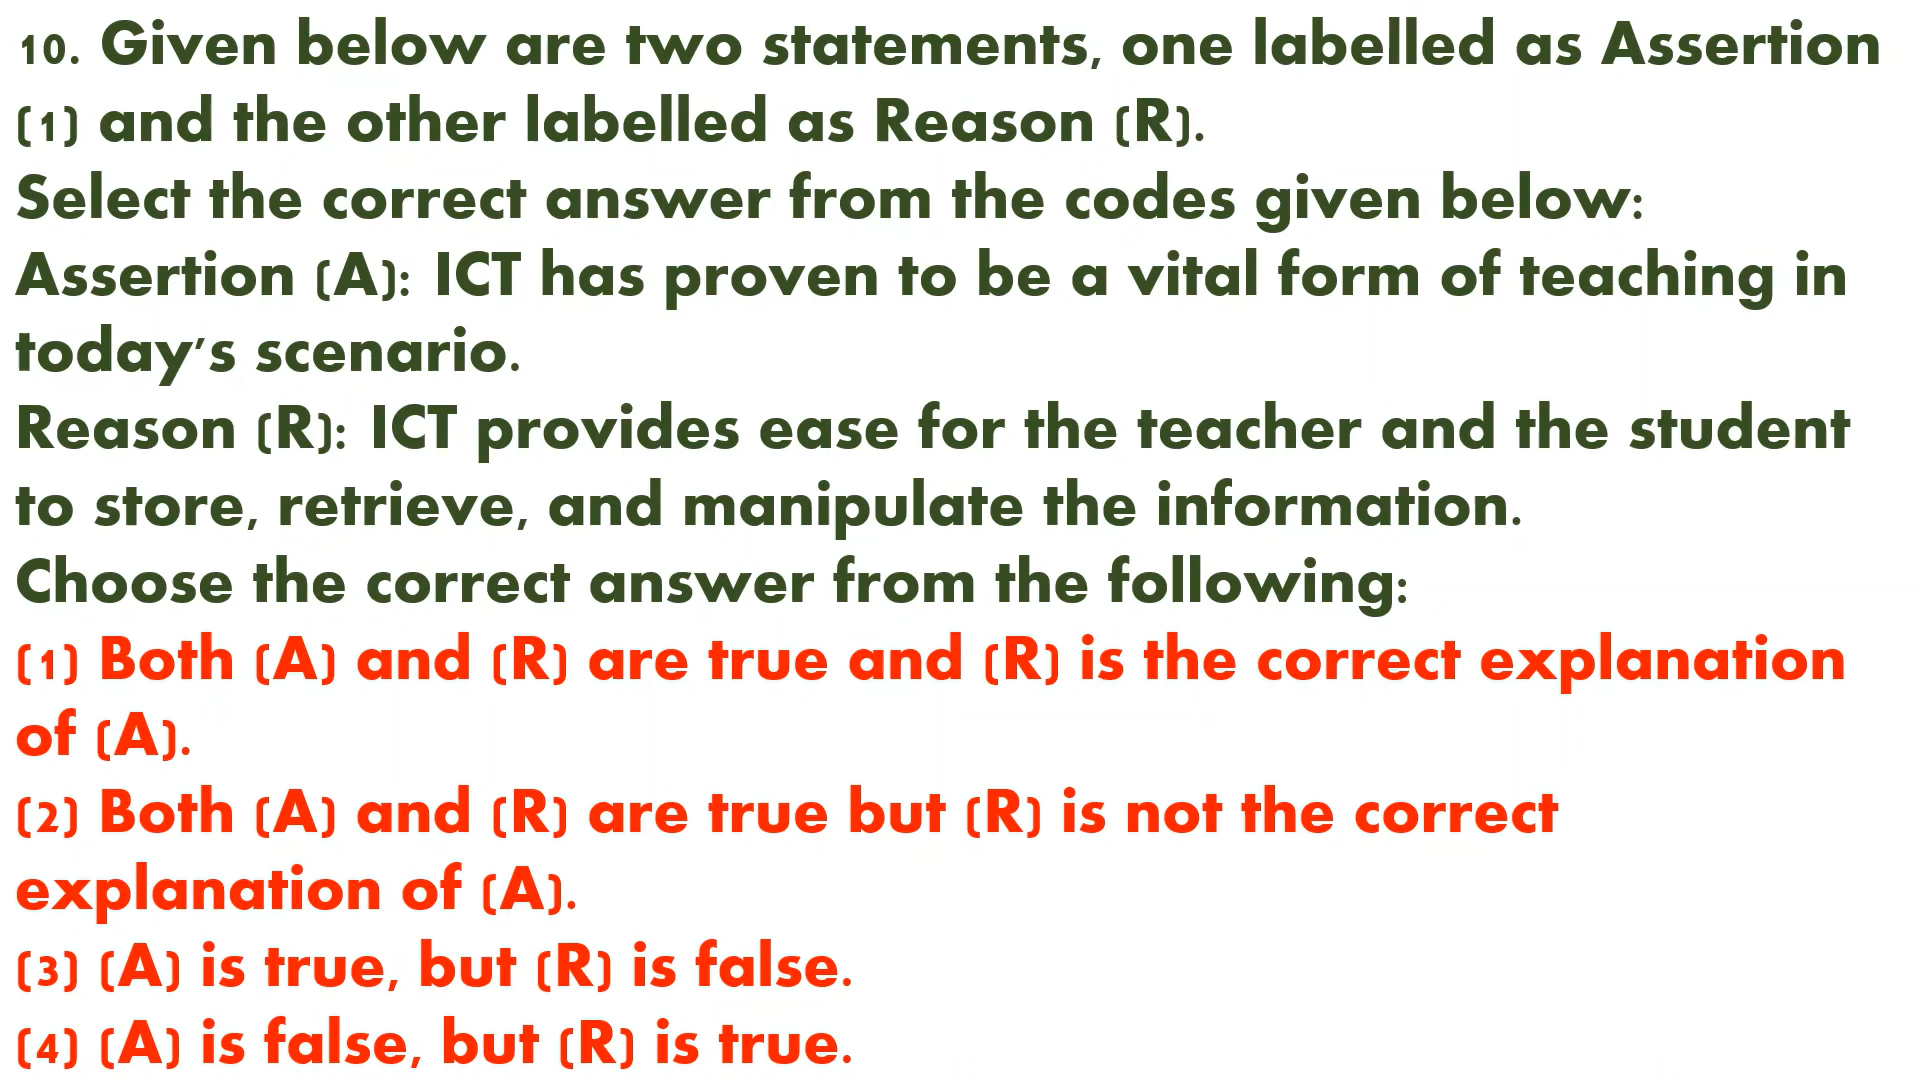 10. Given below are two statements, one labelled as Assertion
(1) and the other labelled as Reason (R).
Select the correct answer from the codes given below:
Assertion (A): ICT has proven to be a vital form of teaching in
today's scenario.
Reason (R): ICT provides ease for the teacher and the student
to store, retrieve, and manipulate the information.
Choose the correct answer from the following:
(1) Both (A) and (R) are true and (R) is the correct explanation
of (A).
(2) Both (A) and (R) are true but (R) is not the correct
explanation of (A).
(3) (A) is true, but (R) is false.
(4) (A) is false, but (R) is true.